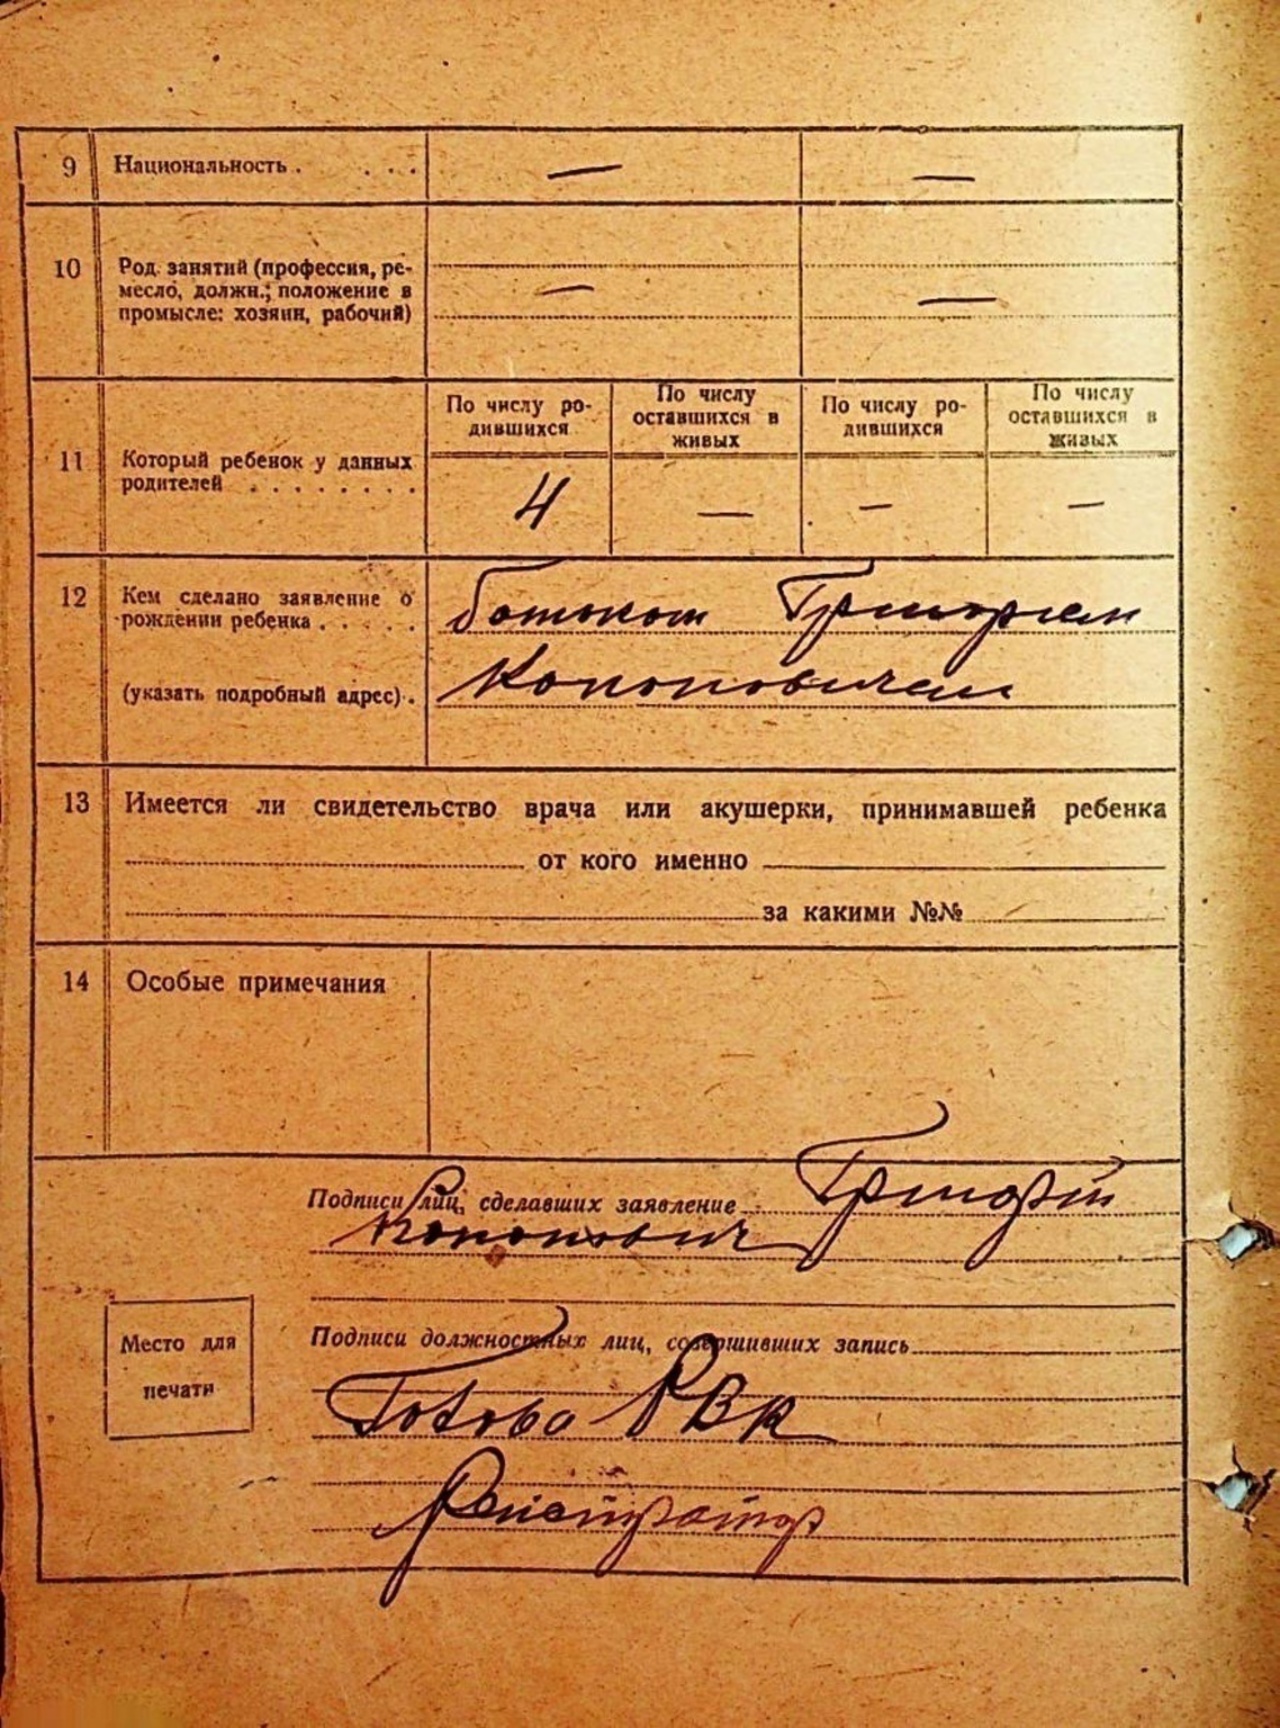 9 Национальность . . . . — —
10 Род занятий (профессия, ре-
месло, должн.; положение в — —
промысле: хозяин, рабочий)
По числу ро-
дившихся
По числу
оставшихся в
живых
По числу ро-
дившихся
По числу
оставшихся в
живых
11 Который ребенок у данных
родителей . . . . . . . .
4 — — —
12 Кем сделано заявление о
рождении ребенка . . . . .
Григорием
(указать подробный адрес) .
Кононовичем
13 Имеется ли свидетельство врача или акушерки, принимавшей ребенка
от кого именно
за какими №№
14 Особые примечания
Подписи лиц, сделавших заявление Григорий
Кононович
Место для
печати
Подписи должностных лиц, совершивших запись
РВК